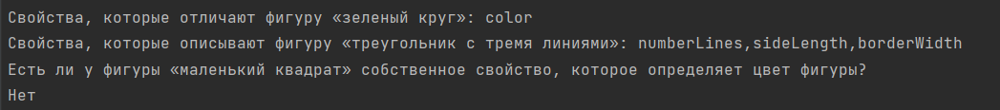 Свойства, которые отличают фигуру «зеленый круг»: color
Свойства, которые описывают фигуру «треугольник с тремя линиями»: numberLines,sideLength,borderWidth
Есть ли у фигуры «маленький квадрат» собственное свойство, которое определяет цвет фигуры?
Нет